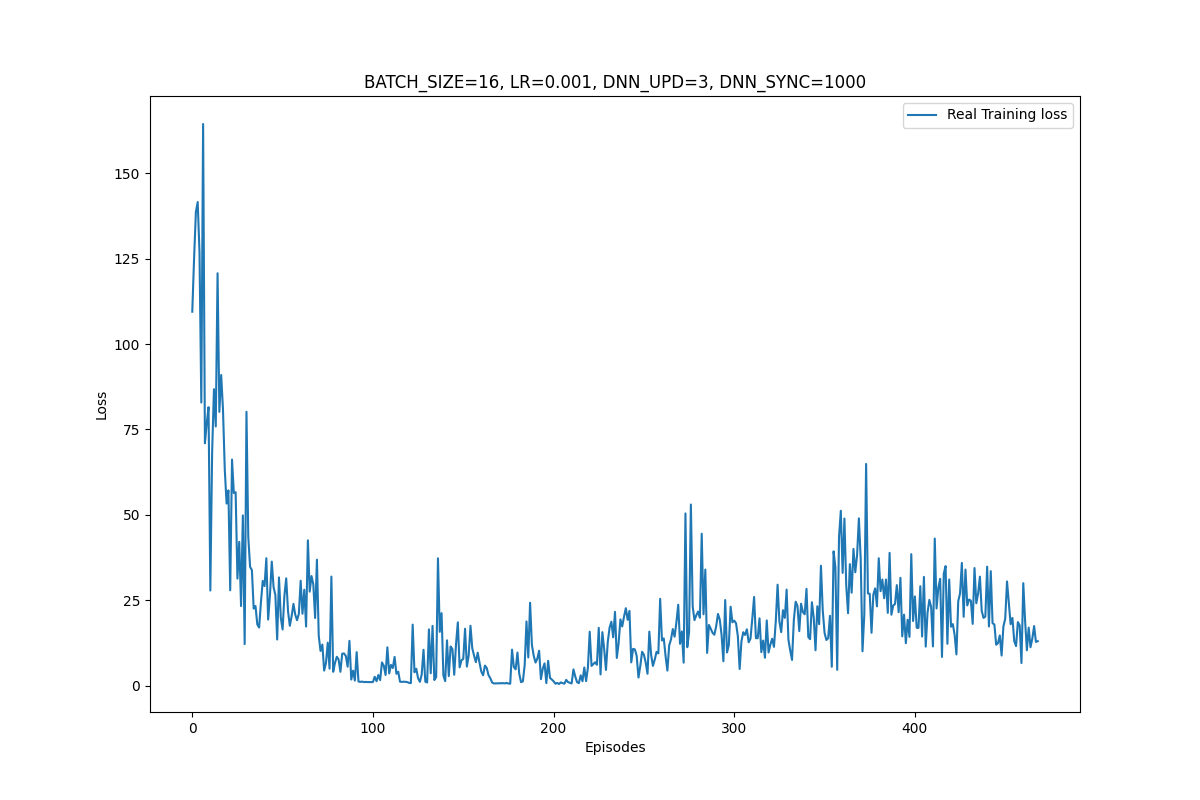 BATCH_SIZE=16, LR=0.001, DNN_UPD=3, DNN_SYNC=1000
Real Training loss
150
125
100
75
50
25
0
Loss
0 100 200 300 400
Episodes